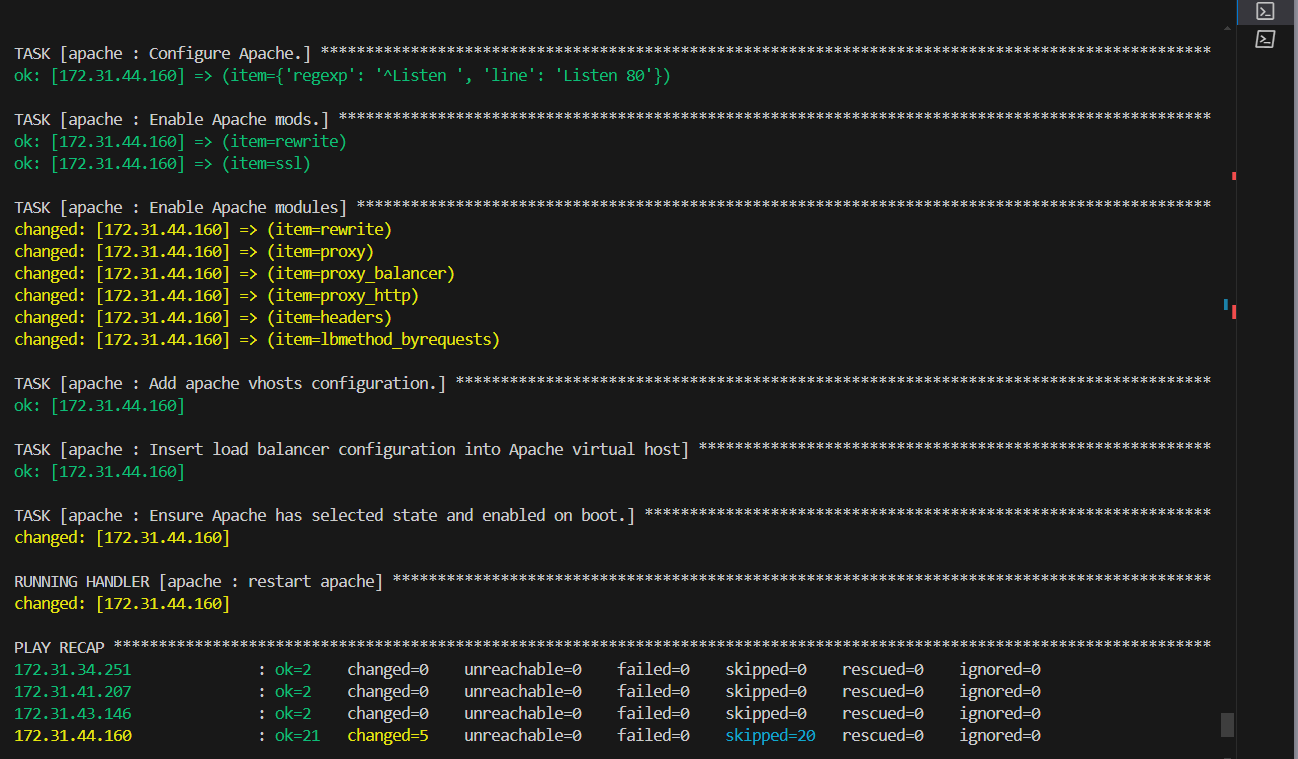 TASK [apache : Configure Apache.] ***************************************************************************************************
ok: [172.31.44.160] => (item={'regexp': '^Listen ', 'line': 'Listen 80'})
TASK [apache : Enable Apache mods.] *************************************************************************************************
ok: [172.31.44.160] => (item=rewrite)
ok: [172.31.44.160] => (item=ssl)
TASK [apache : Enable Apache modules] ***********************************************************************************************
changed: [172.31.44.160] => (item=rewrite)
changed: [172.31.44.160] => (item=proxy)
changed: [172.31.44.160] => (item=proxy_balancer)
changed: [172.31.44.160] => (item=proxy_http)
changed: [172.31.44.160] => (item=headers)
changed: [172.31.44.160] => (item=lbmethod_byrequests)
TASK [apache : Add apache vhosts configuration.] ************************************************************************************
ok: [172.31.44.160]
TASK [apache : Insert load balancer configuration into Apache virtual host] *********************************************************
ok: [172.31.44.160]
TASK [apache : Ensure Apache has selected state and enabled on boot.] ***************************************************************
changed: [172.31.44.160]
RUNNING HANDLER [apache : restart apache] *******************************************************************************************
changed: [172.31.44.160]
PLAY RECAP **************************************************************************************************************************
172.31.34.251              : ok=2    changed=0    unreachable=0    failed=0    skipped=0    rescued=0    ignored=0
172.31.41.207              : ok=2    changed=0    unreachable=0    failed=0    skipped=0    rescued=0    ignored=0
172.31.43.146              : ok=2    changed=0    unreachable=0    failed=0    skipped=0    rescued=0    ignored=0
172.31.44.160              : ok=21   changed=5    unreachable=0    failed=0    skipped=20   rescued=0    ignored=0